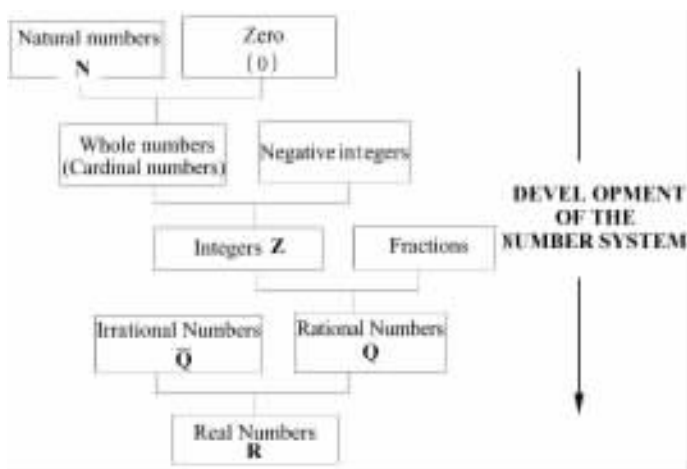 Natural numbers
N
Zero
{0}
Whole numbers
(Cardinal numbers)
Negative integers
Integers Z
Fractions
Irrational Numbers
Q̅
Rational Numbers
Q
Real Numbers
R
DEVEL OPMENT
OF THE
NUMBER SYSTEM